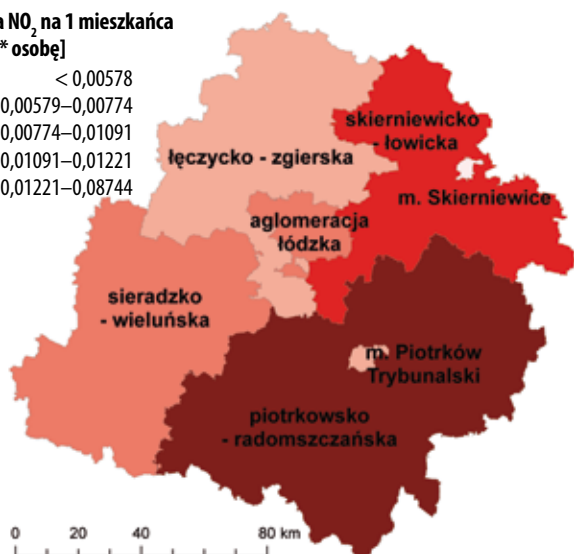 NO₂ na 1 mieszkańca
* osobę]
< 0,00578
0,00579–0,00774
0,00774–0,01091
0,01091–0,01221
0,01221–0,08744
skierniewicko
- łowicka
łęczycko - zgierska
m. Skierniewice
aglomeracja
łódzka
sieradzko
- wieluńska
m. Piotrków
Trybunalski
piotrkowsko
- radomszczańska
0 20 40 80 km